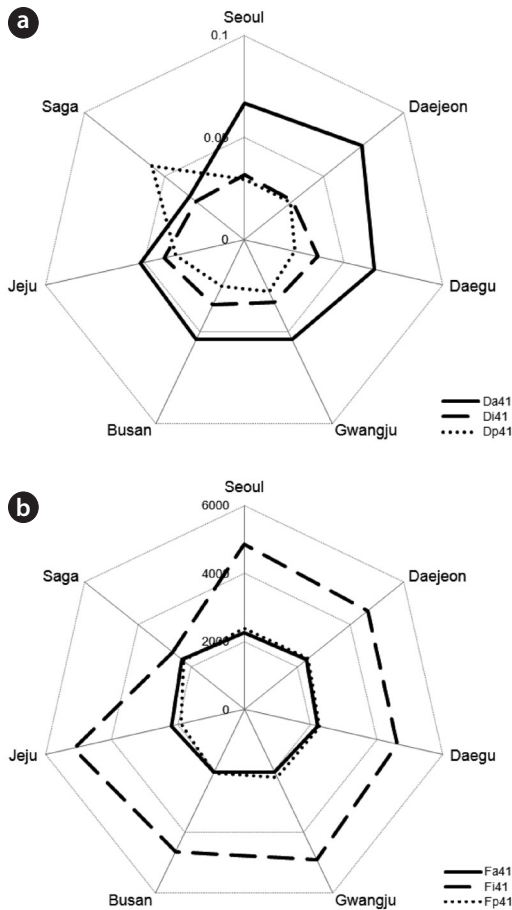 a
Seoul
0.1
Saga
Daejeon
0.05
0
Jeju
Daegu
Busan
Gwangju
Da41
Di41
Dp41
b
Seoul
6000
Saga
Daejeon
4000
2000
0
Jeju
Daegu
Busan
Gwangju
Fa41
Fi41
Fp41